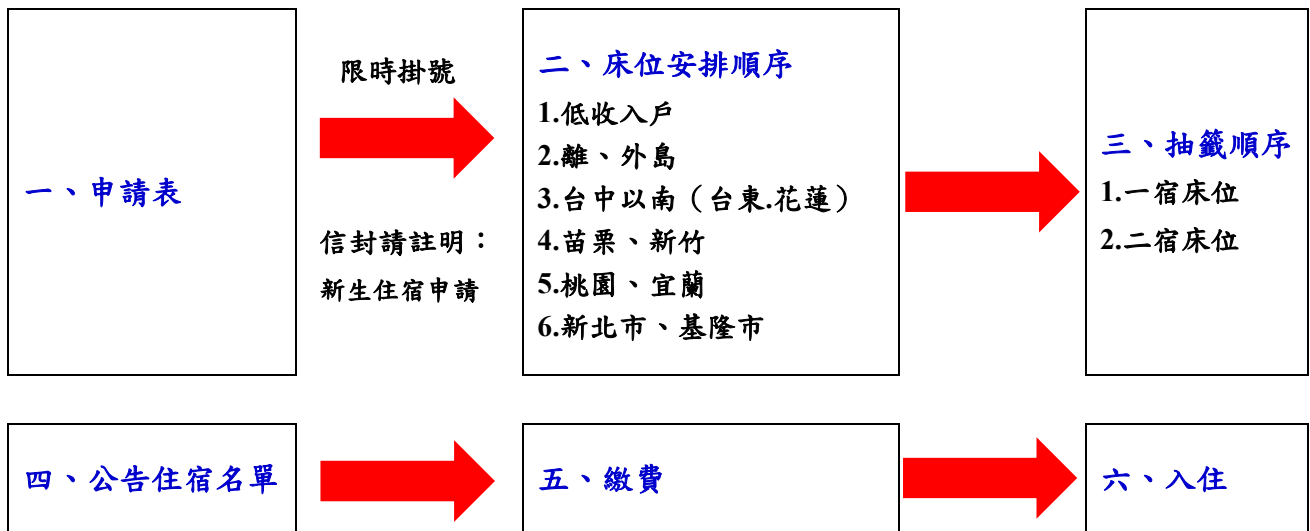 一、申請表
限時掛號
信封請註明：
新生住宿申請
二、床位安排順序
1.低收入戶
2.離、外島
3.台中以南（台東.花蓮）
4.苗栗、新竹
5.桃園、宜蘭
6.新北市、基隆市
三、抽籤順序
1.一宿床位
2.二宿床位
四、公告住宿名單
五、繳費
六、入住